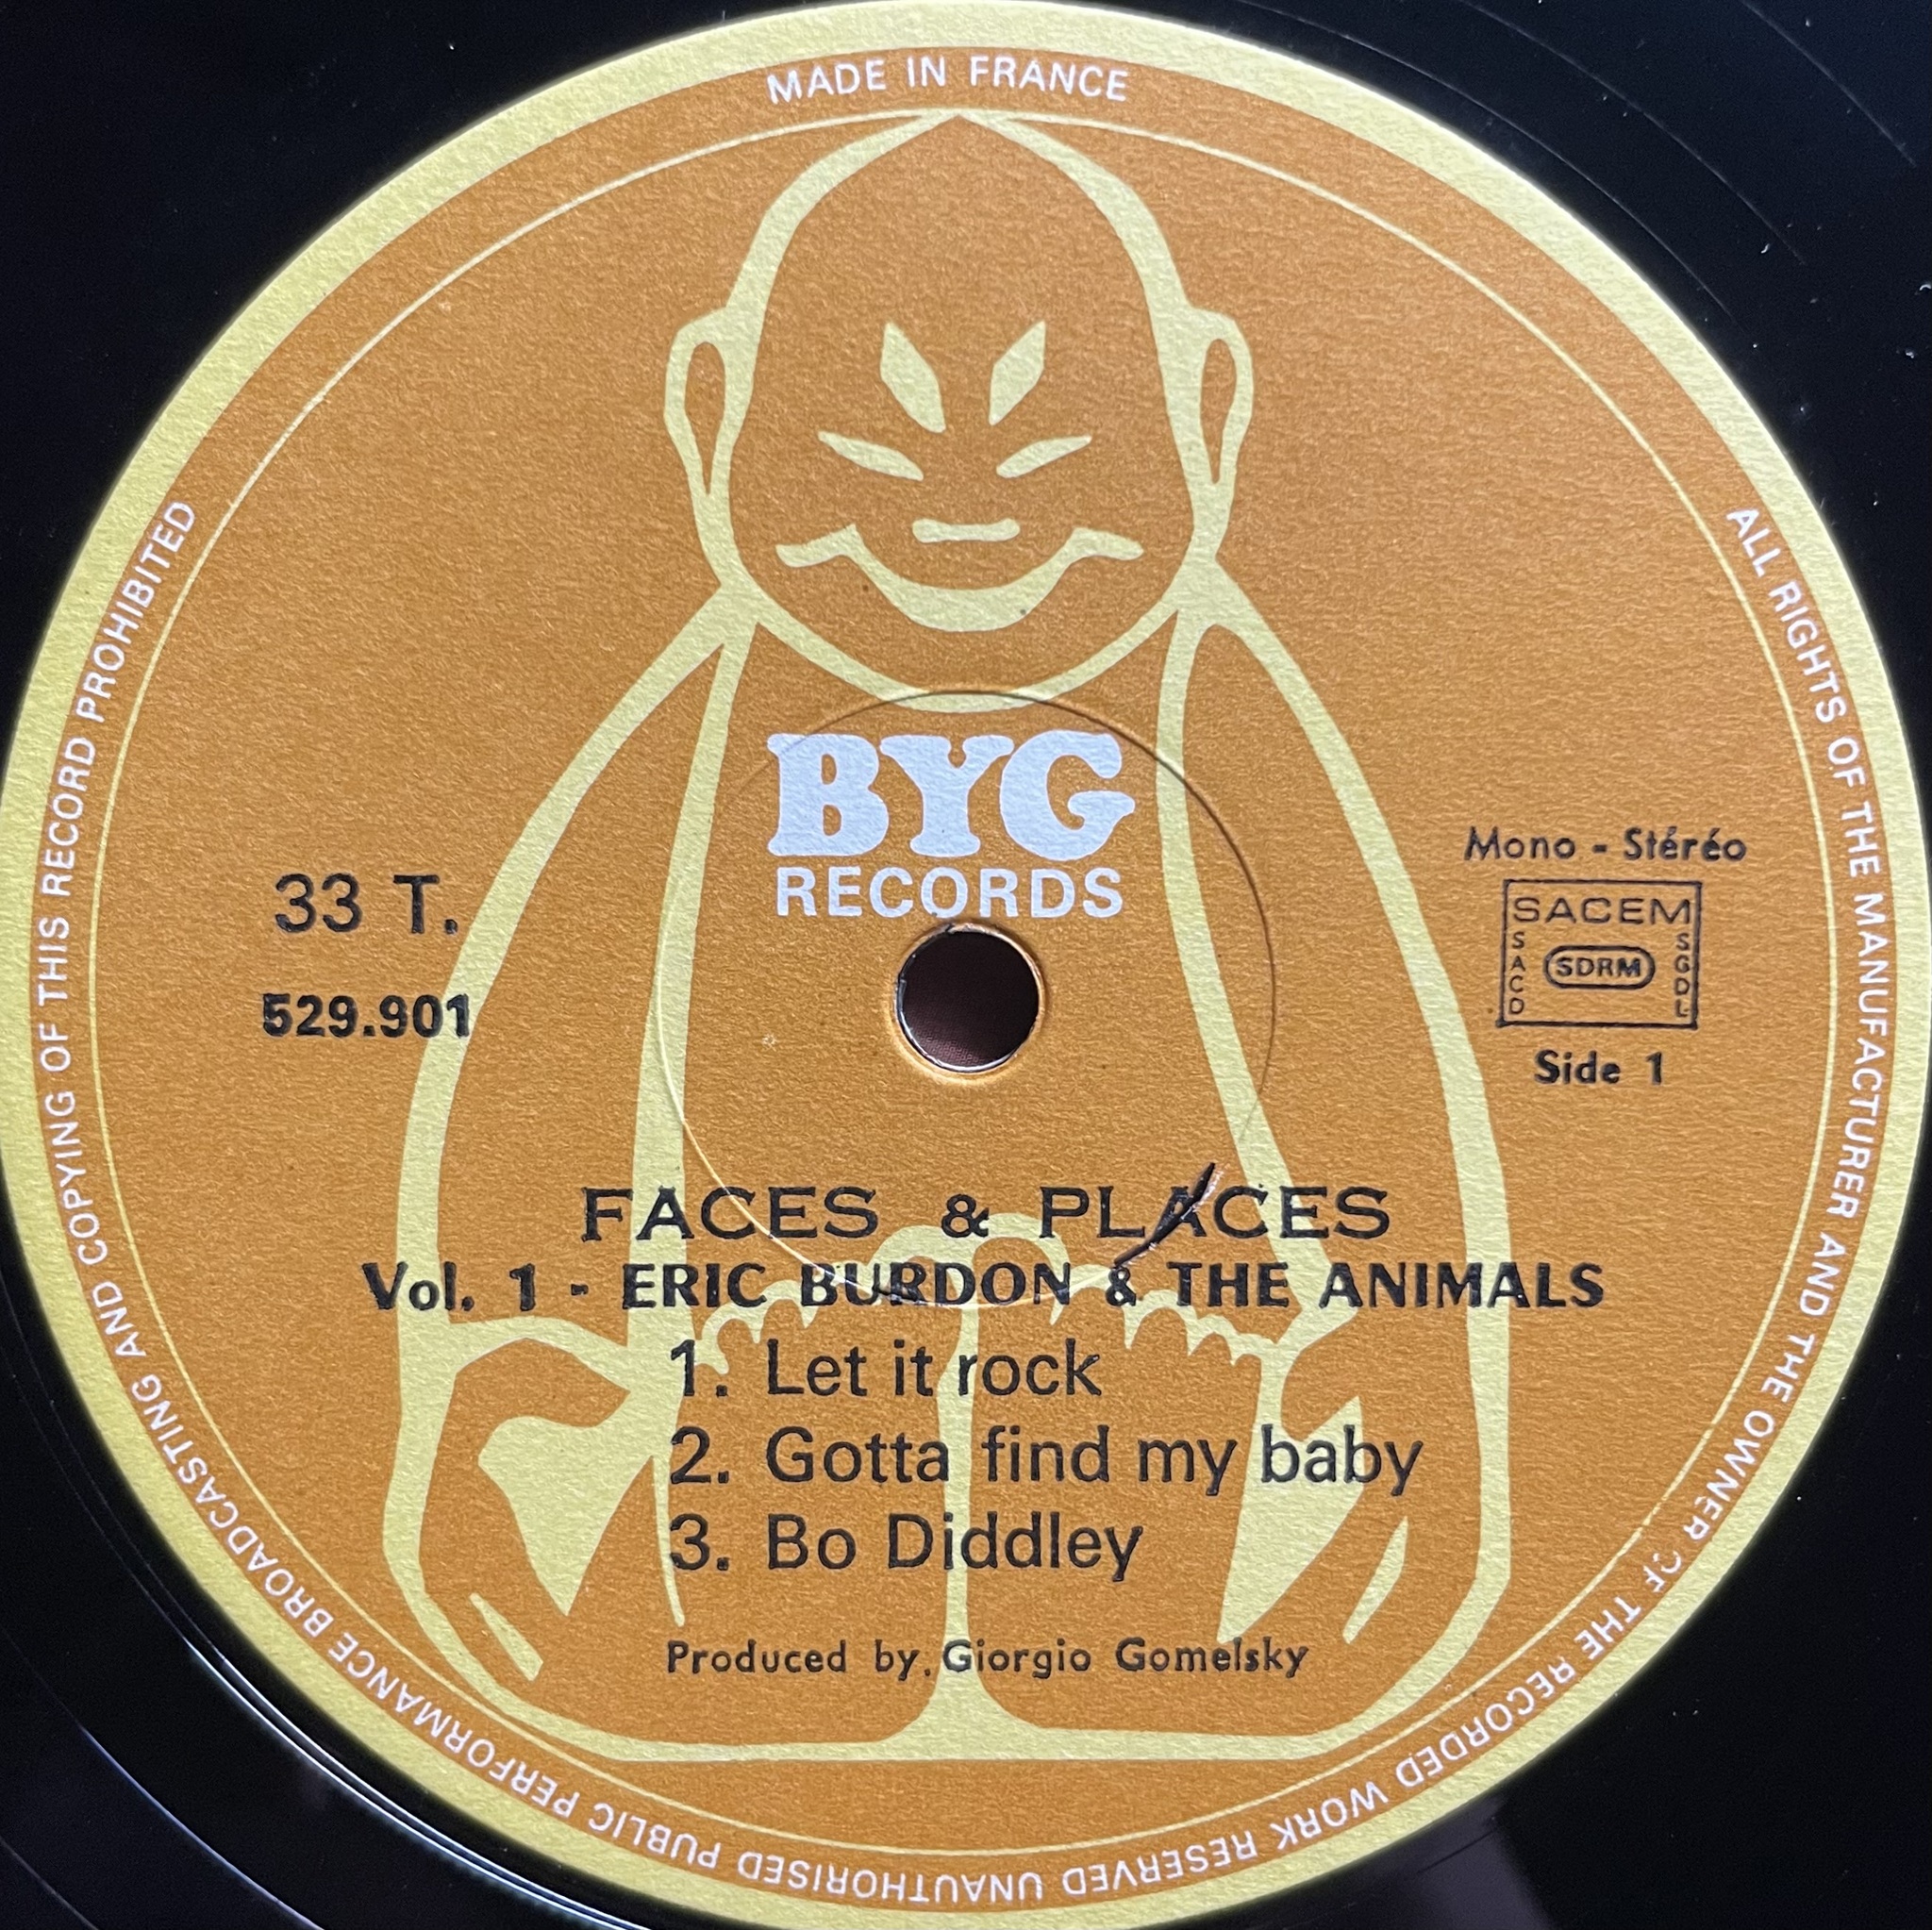 MADE IN FRANCE
ALL RIGHTS OF THE MANUFACTURER AND THE OWNER OF THE RECORDED WORK RESERVED UNAUTHORISED PUBLIC PERFORMANCE BROADCASTING AND COPYING OF THIS RECORD PROHIBITED
BYG
RECORDS
33 T.
529.901
Mono - Stéréo
SACEM
SACD
SDRM
SGDL
Side 1
FACES & PLACES
Vol. 1 - ERIC BURDON & THE ANIMALS
1. Let it rock
2. Gotta find my baby
3. Bo Diddley
Produced by. Giorgio Gomelsky